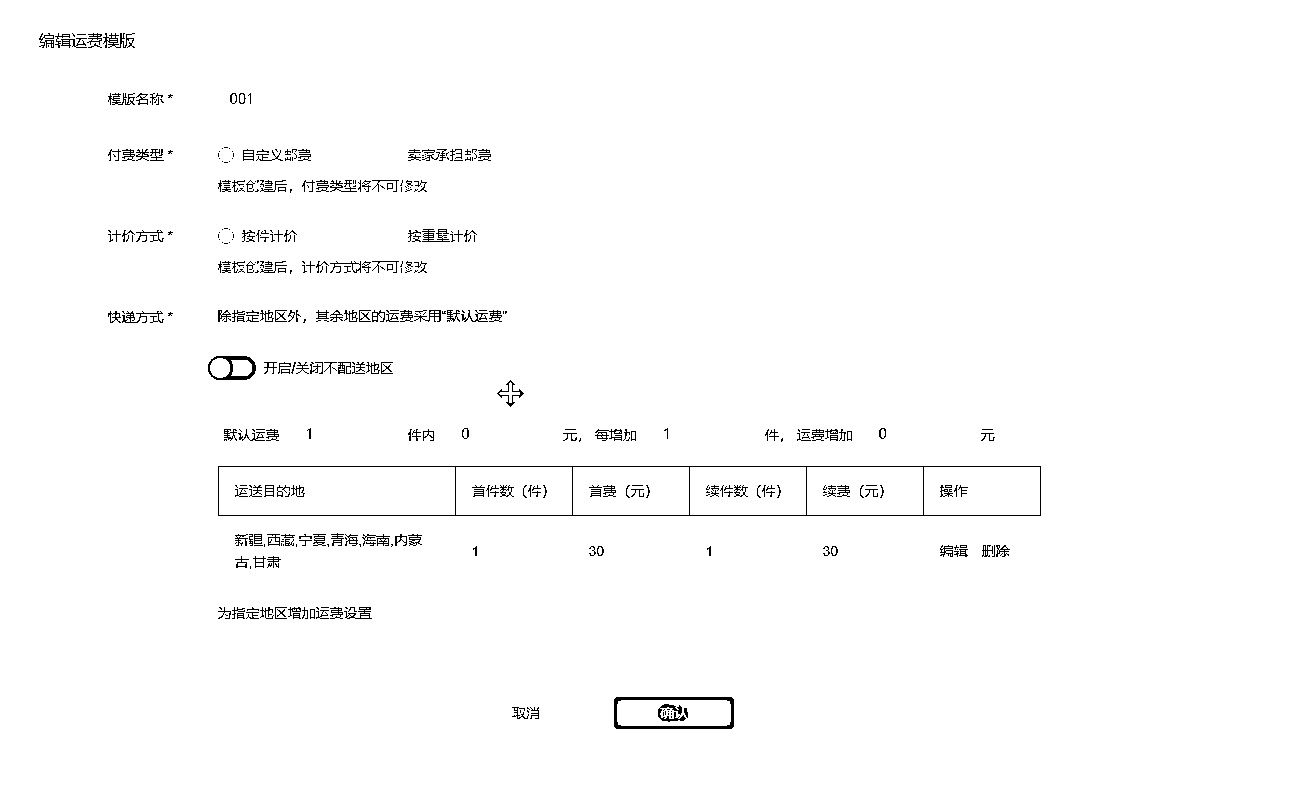 编辑运费模版
模版名称 * 001
付费类型 * 自定义邮费 卖家承担邮费
模板创建后，付费类型将不可修改
计价方式 * 按件计价 按重量计价
模板创建后，计价方式将不可修改
快递方式 * 除指定地区外，其余地区的运费采用“默认运费”
开启/关闭不配送地区
默认运费 1 件内 0 元， 每增加 1 件， 运费增加 0 元
运送目的地 首件数（件） 首费（元） 续件数（件） 续费（元） 操作
新疆,西藏,宁夏,青海,海南,内蒙
古,甘肃 1 30 1 30 编辑 删除
为指定地区增加运费设置
取消 确认